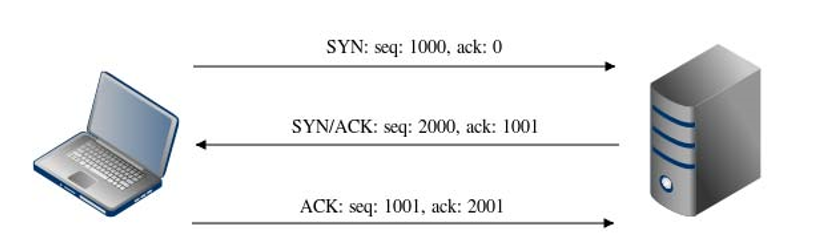 SYN: seq: 1000, ack: 0
SYN/ACK: seq: 2000, ack: 1001
ACK: seq: 1001, ack: 2001